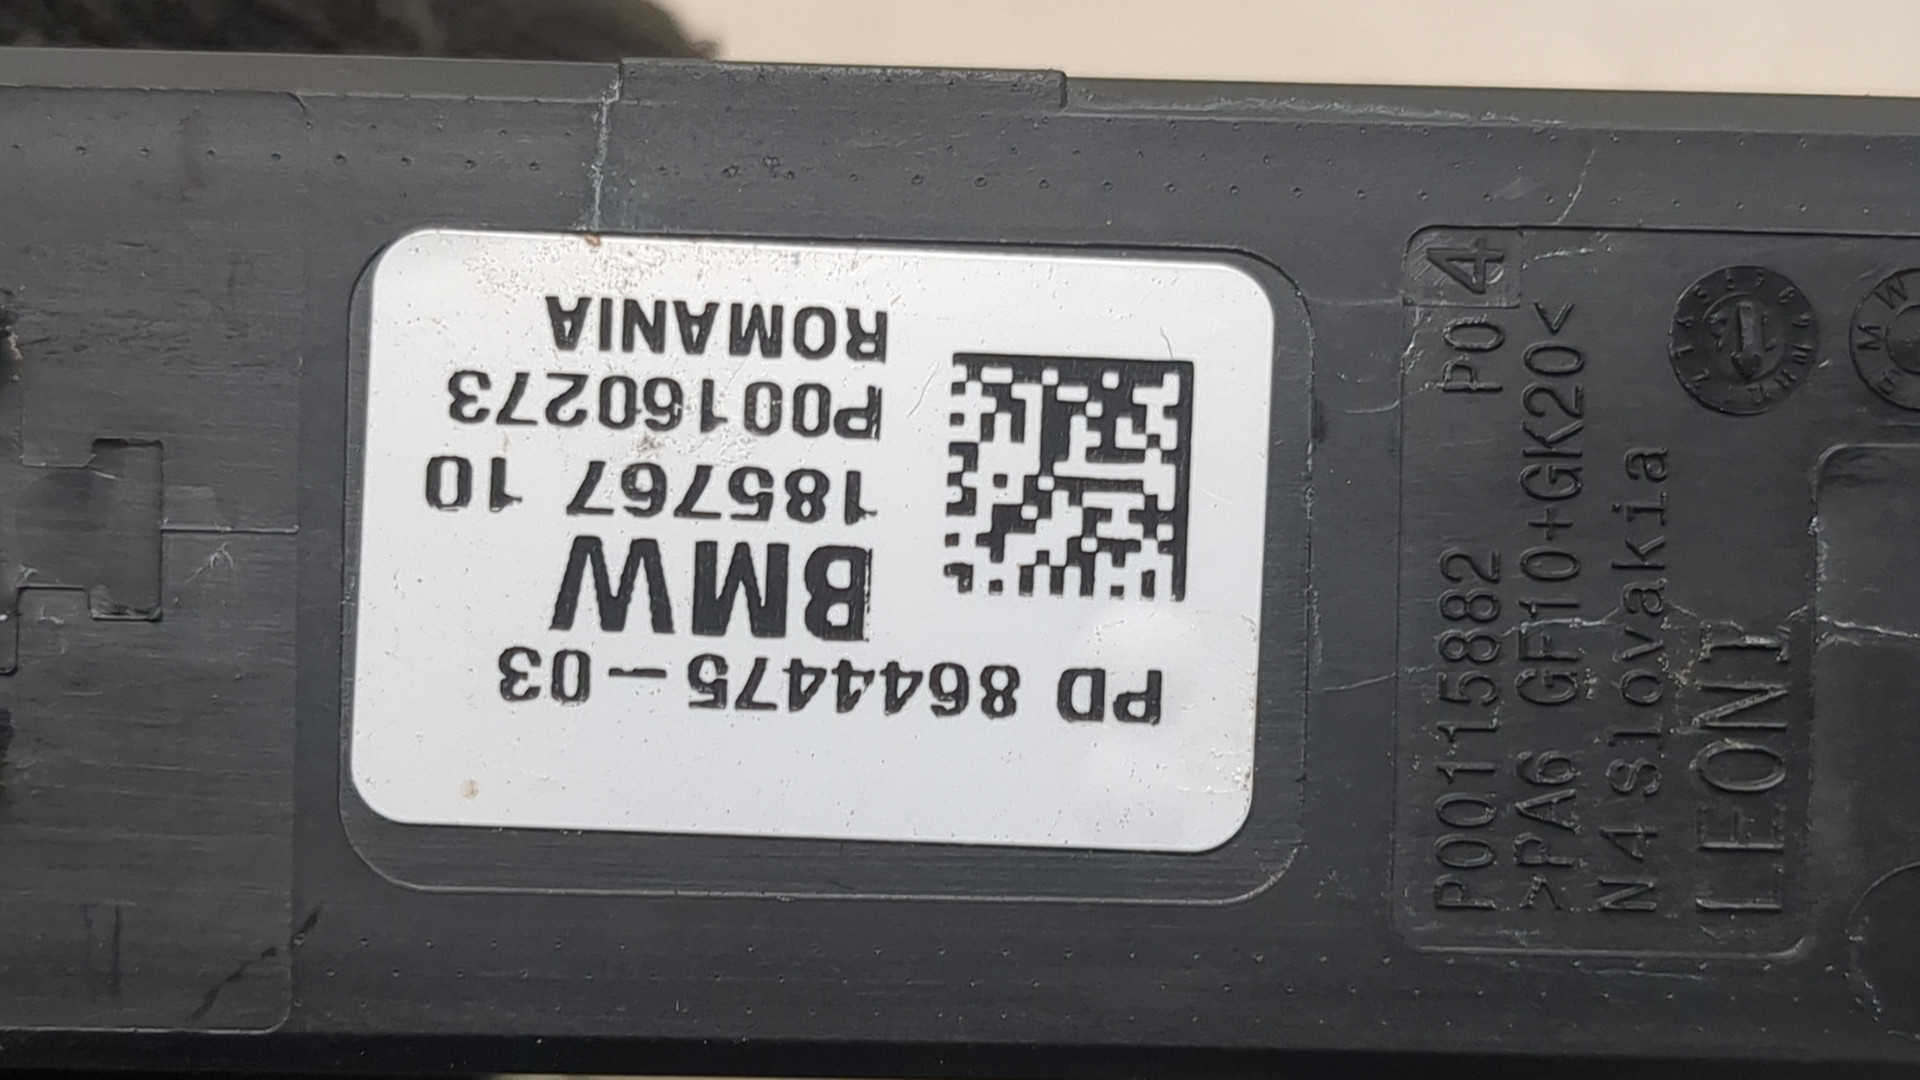 PD 864475-03
BMW
185767 10
P00160273
ROMANIA
P00115882 P04
>PA6 GF10+GK20<
N4 Slovakia
LEONI